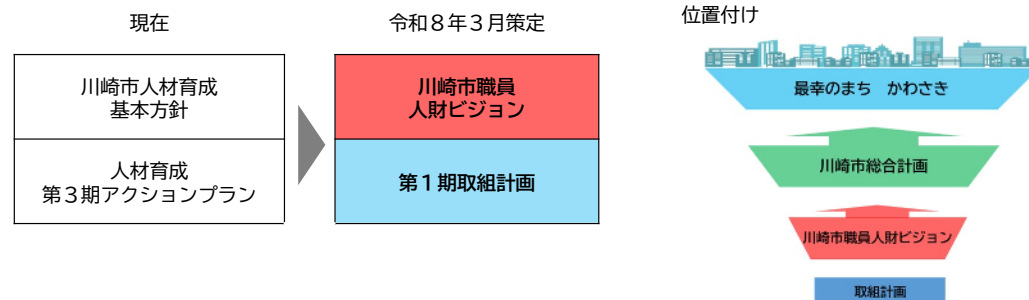 現在
川崎市人材育成
基本方針
人材育成
第3期アクションプラン
令和8年3月策定
川崎市職員
人財ビジョン
第1期取組計画
位置付け
最幸のまち　かわさき
川崎市総合計画
川崎市職員人財ビジョン
取組計画